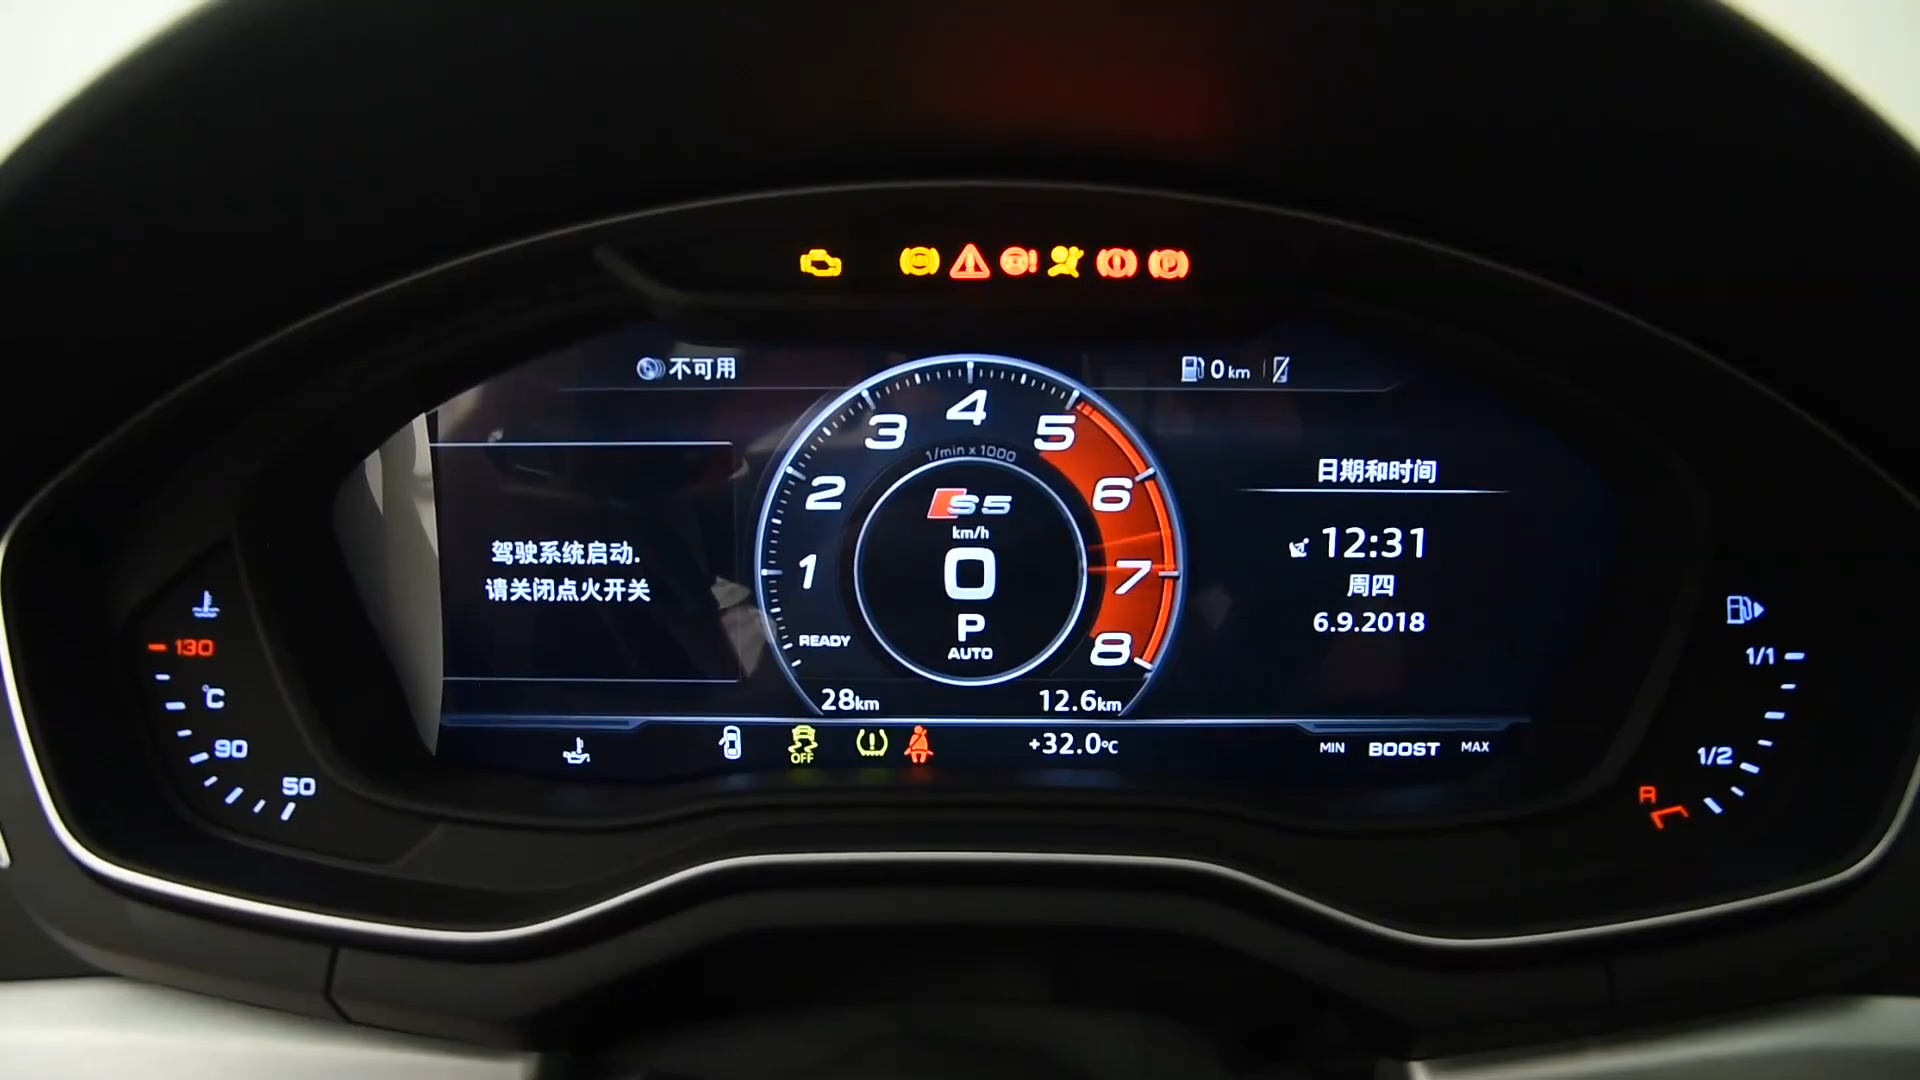 不可用
0 km
4
3
5
1/min x 1000
2
6
S5
km/h
0
1
7
P
READY
AUTO
8
28km
12.6km
驾驶系统启动.
请关闭点火开关
日期和时间
12:31
周四
6.9.2018
130
°C
90
50
1/1
1/2
R
OFF
+32.0°C
MIN BOOST MAX